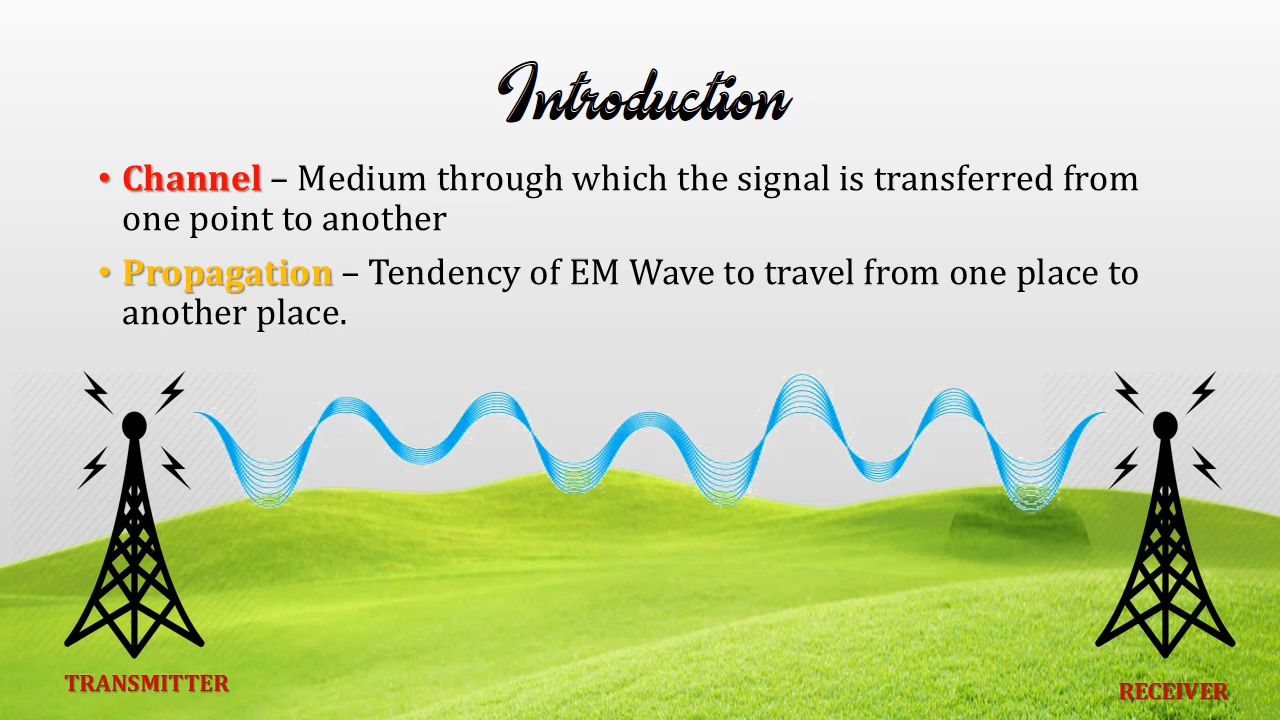 Introduction
• Channel – Medium through which the signal is transferred from
one point to another
• Propagation – Tendency of EM Wave to travel from one place to
another place.
TRANSMITTER
RECEIVER